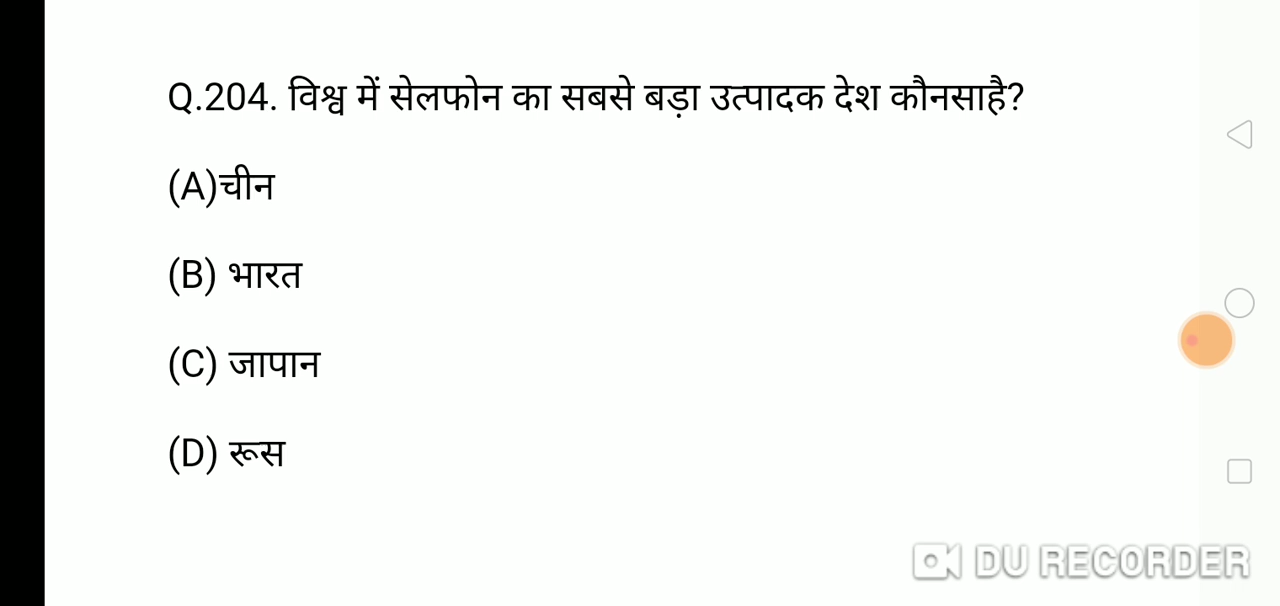 Q.204. विश्व में सेलफोन का सबसे बड़ा उत्पादक देश कौनसाहै?
(A)चीन
(B) भारत
(C) जापान
(D) रूस
DU RECORDER